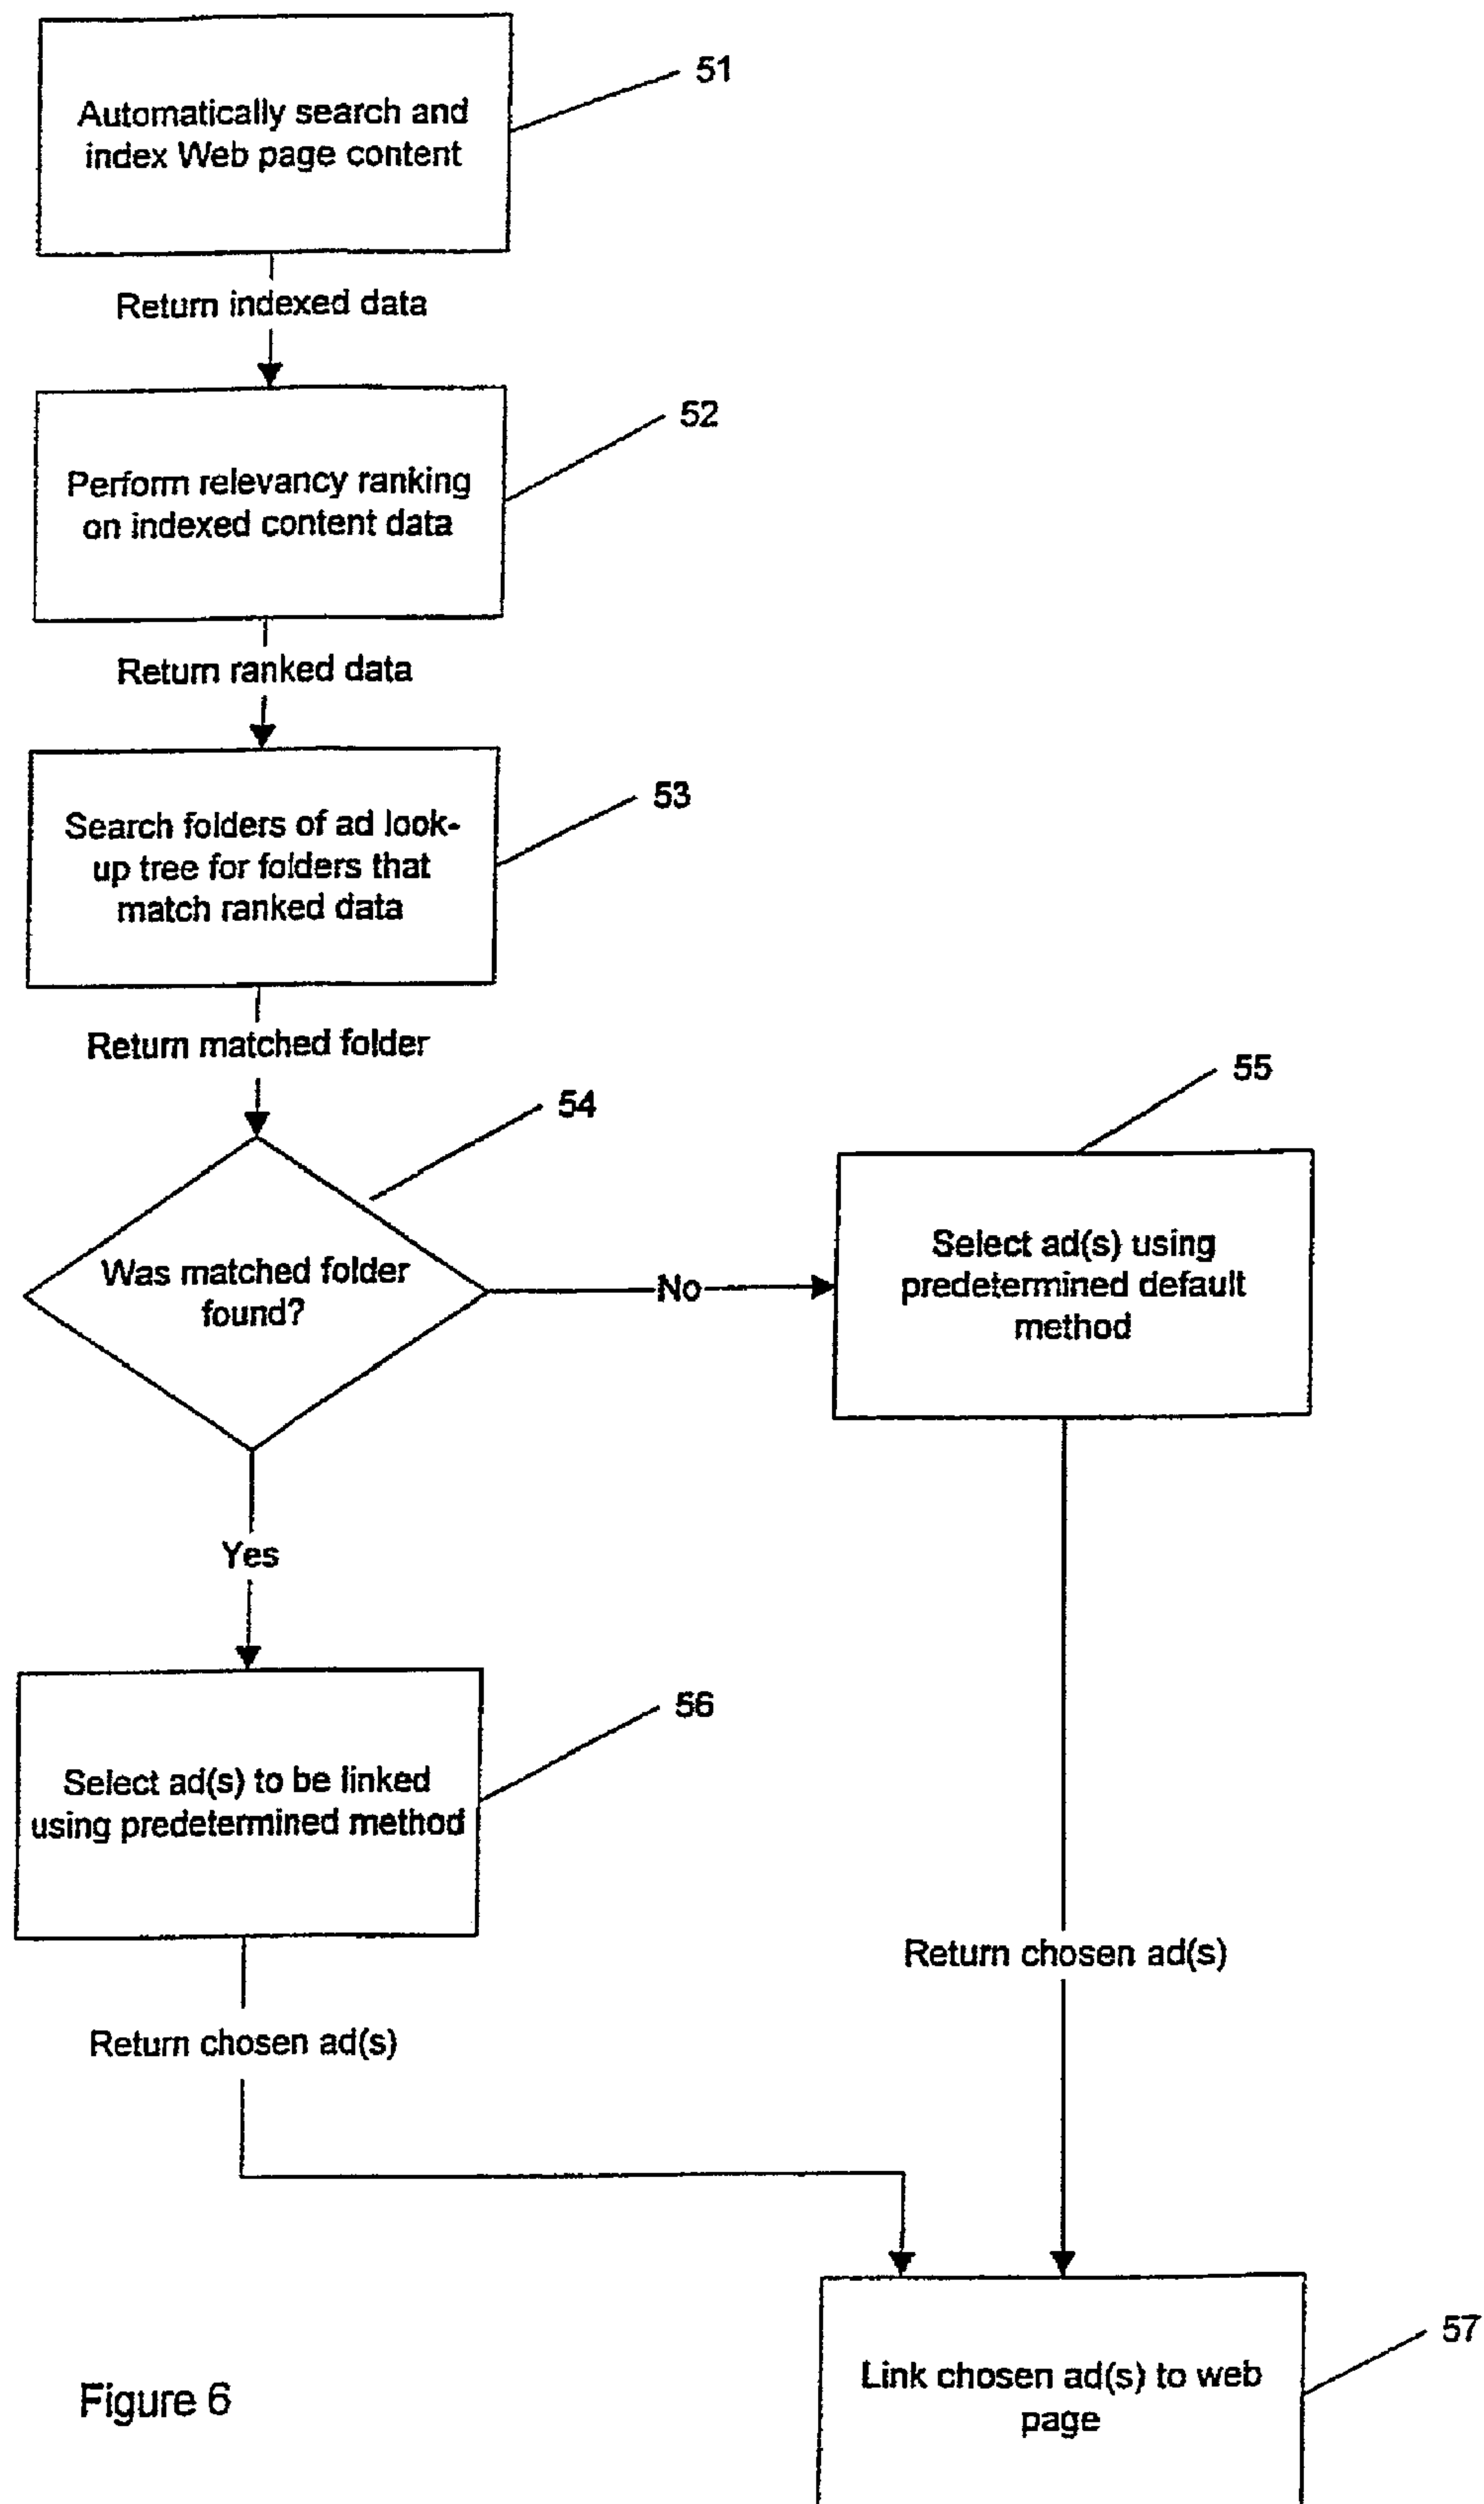 51
Automatically search and
index Web page content
Return indexed data
52
Perform relevancy ranking
on indexed content data
Return ranked data
53
Search folders of ad look-
up tree for folders that
match ranked data
Return matched folder
54
Was matched folder
found?
No
55
Select ad(s) using
predetermined default
method
Yes
56
Select ad(s) to be linked
using predetermined method
Return chosen ad(s)
Return chosen ad(s)
57
Link chosen ad(s) to web
page
Figure 6